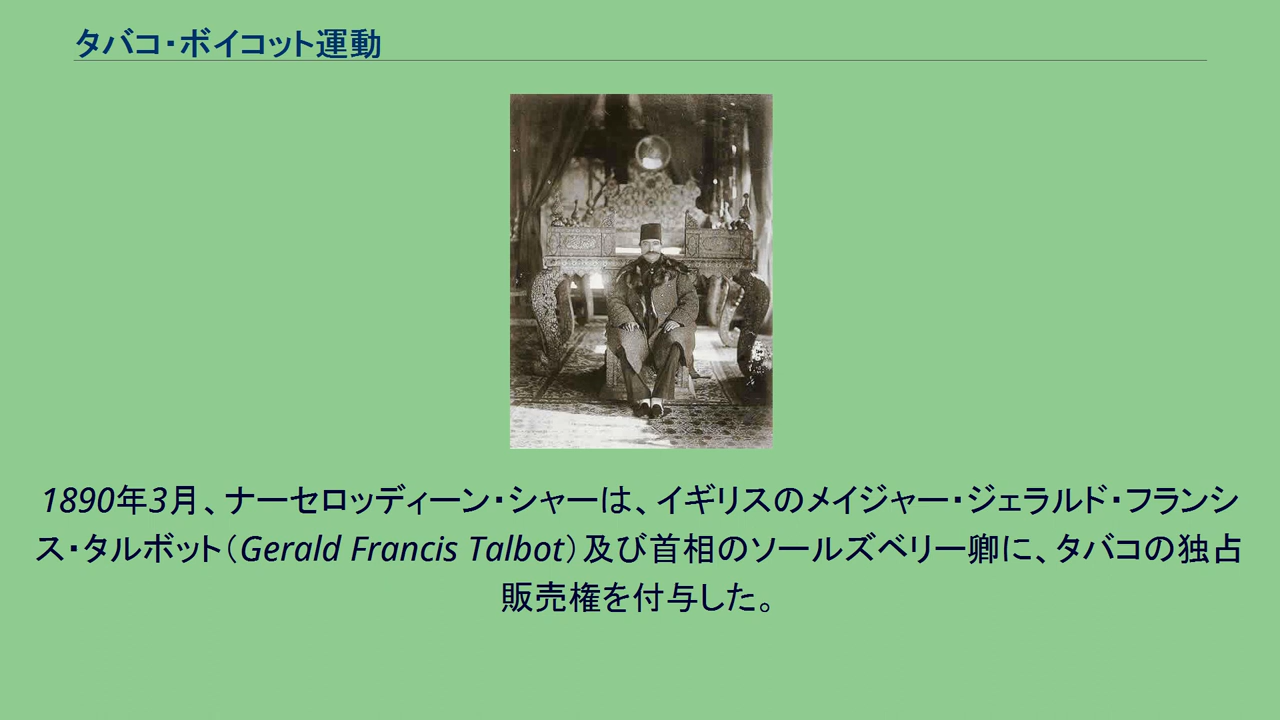 タバコ・ボイコット運動
1890年3月、ナーセロッディーン・シャーは、イギリスのメイジャー・ジェラルド・フランシ
ス・タルボット（Gerald Francis Talbot）及び首相のソールズベリー卿に、タバコの独占
販売権を付与した。